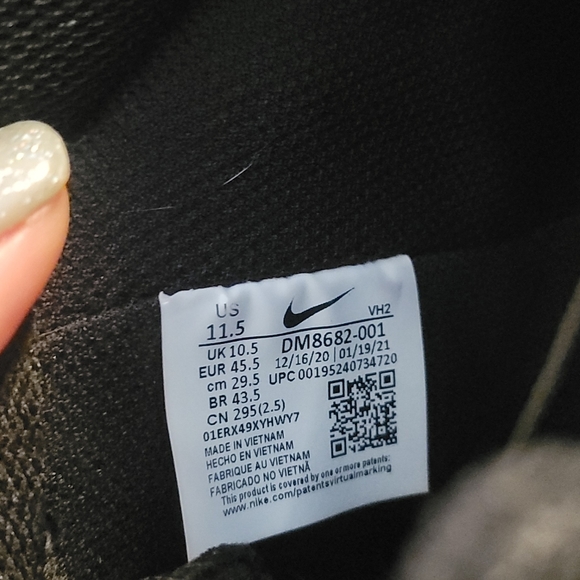 US VH2
11.5
UK 10.5 DM8682-001
EUR 45.5 12/16/20 | 01/19/21
cm 29.5 UPC 00195240734720
BR 43.5
CN 295(2.5)
01ERX49XYHWY7
MADE IN VIETNAM
HECHO EN VIETNAM
FABRIQUE AU VIETNAM
FABRICADO NO VIETNÃ
This product is covered by one or more patents:
www.nike.com/patentsvirtualmarking